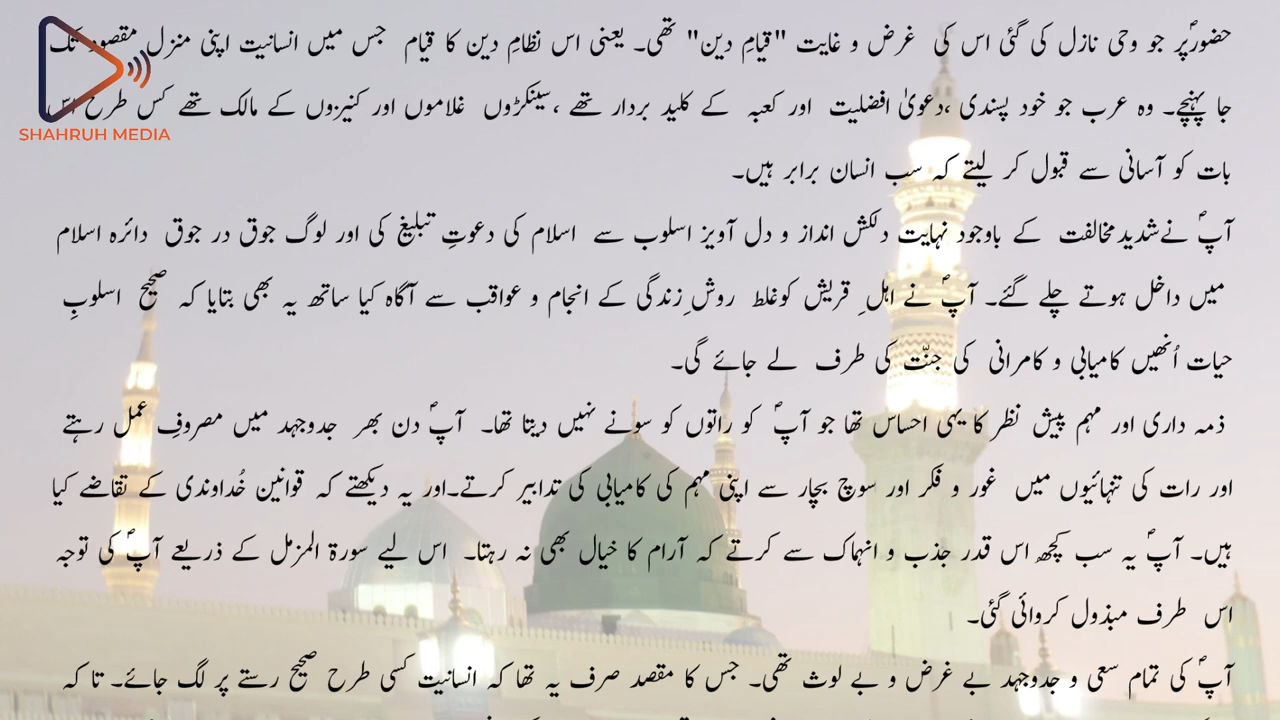 حضورؐپر جو وحی نازل کی گئی اس کی غرض و غایت "قیامِ دین" تھی۔ یعنی اس نظامِ دین کا قیام جس میں انسانیت اپنی منزل مقصود تک
جا پہنچے۔ وہ عرب جو خود پسندی ،دعویٰ افضلیت اور کعبہ کے کلید بردار تھے ،سینکڑوں غلاموں اور کنیزوں کے مالک تھے کس طرح اس
بات کو آسانی سے قبول کر لیتے کہ سب انسان برابر ہیں۔
آپؐ نےشدیدمخالفت کے باوجود نہایت دلکش انداز و دل آویز اسلوب سے اسلام کی دعوتِ تبلیغ کی اور لوگ جوق در جوق دائرہ اسلام
میں داخل ہوتے چلے گئے۔ آپؐ نے اہل ِ قریش کوغلط روش ِزندگی کے انجام و عواقب سے آگاہ کیا ساتھ یہ بھی بتایا کہ صحیح اسلوبِ
حیات اُنھیں کامیابی و کامرانی کی جنّت کی طرف لے جائے گی۔
ذمہ داری اور مہم پیش نظر کا یہی احساس تھا جو آپؐ کو راتوں کو سونے نہیں دیتا تھا۔ آپؐ دن بھر جدوجہد میں مصروفِ عمل رہتے
اور رات کی تنہائیوں میں غور و فکر اور سوچ بچار سے اپنی مہم کی کامیابی کی تدابیر کرتے۔اور یہ دیکھتے کہ قوانین خُداوندی کے تقاضے کیا
ہیں۔ آپؐ یہ سب کچھ اس قدر جذب و انہماک سے کرتے کہ آرام کا خیال بھی نہ رہتا۔ اس لیے سورۃ المزمل کے ذریعے آپؐ کی توجہ
اس طرف مبذول کروائی گئی۔
آپؐ کی تمام سعی و جدوجہد بے غرض و بے لوث تھی۔ جس کا مقصد صرف یہ تھا کہ انسانیت کسی طرح صحیح رستے پر لگ جائے۔ تا کہ
SHAHRUH MEDIA